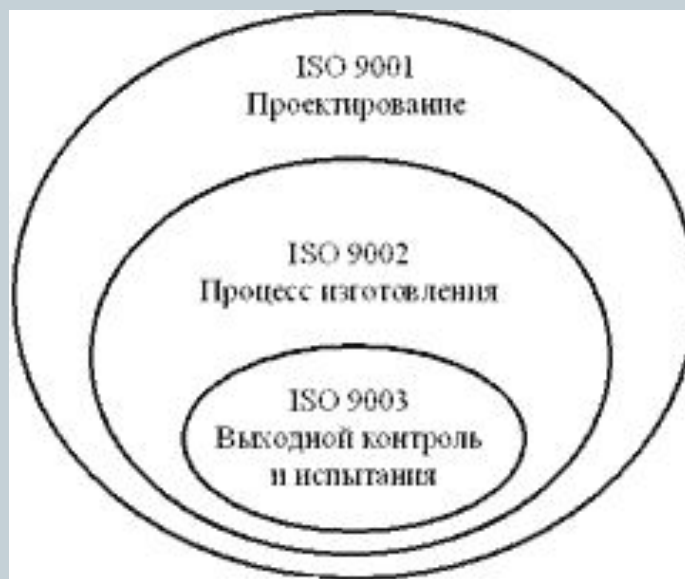 ISO 9001
Проектирование
ISO 9002
Процесс изготовления
ISO 9003
Выходной контроль
и испытания